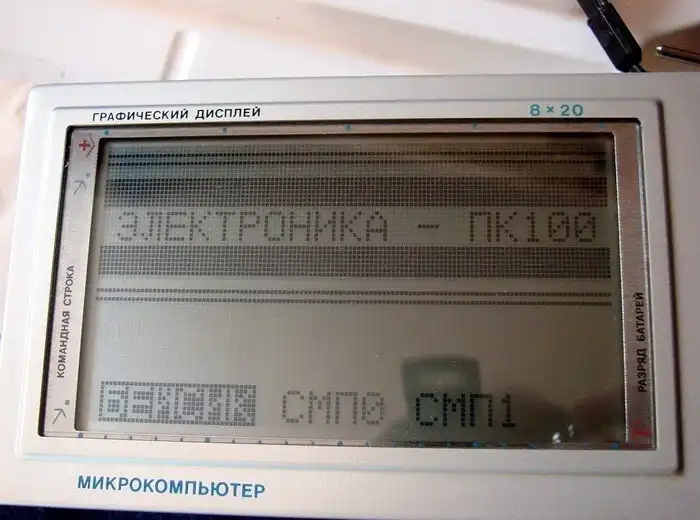 ГРАФИЧЕСКИЙ ДИСПЛЕЙ 8×20
КОМАНДНАЯ СТРОКА
ЭЛЕКТРОНИКА - ПК100
РАЗРЯД БАТАРЕЙ
БЕЙСИК СМП0 СМП1
МИКРОКОМПЬЮТЕР